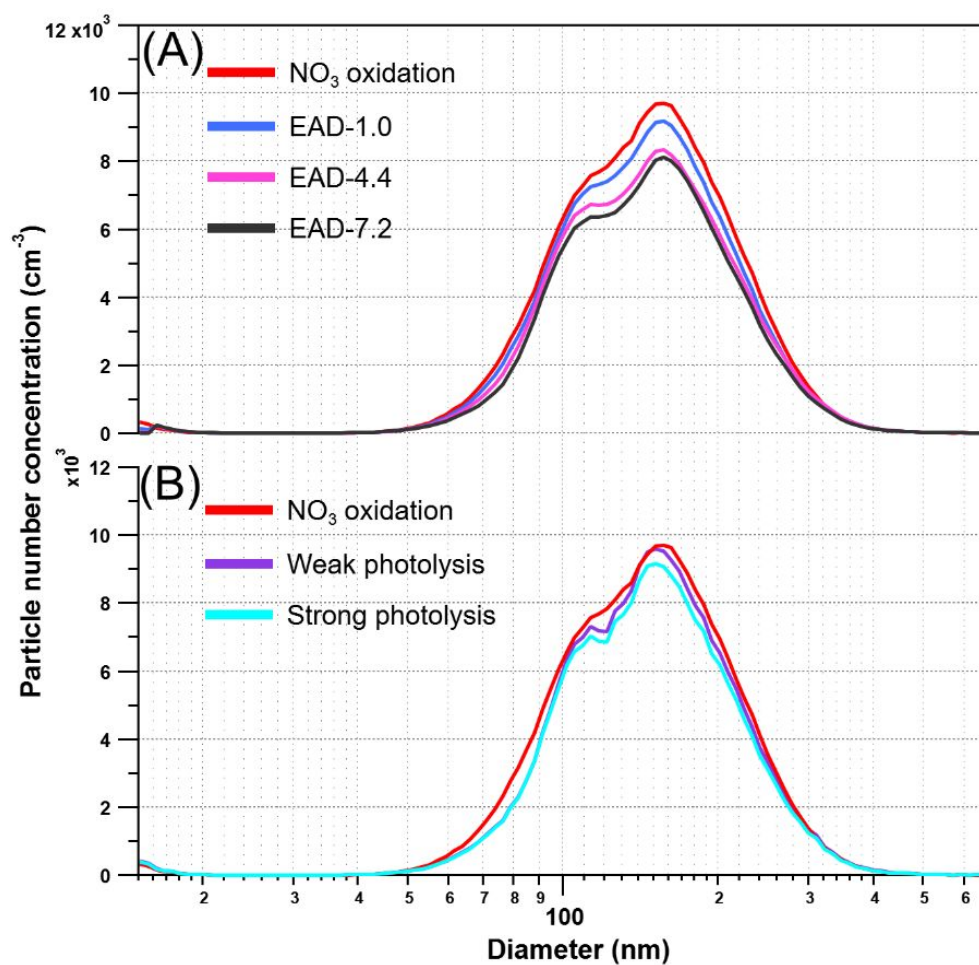 12 x10³
(A)
NO₃ oxidation
10
EAD-1.0
8
EAD-4.4
6
EAD-7.2
4
2
0
Particle number concentration (cm⁻³)
x10³
12
(B)
NO₃ oxidation
10
Weak photolysis
8
Strong photolysis
6
4
2
0
2 3 4 5 6 7 8 9 2 3 4 5 6
100
Diameter (nm)